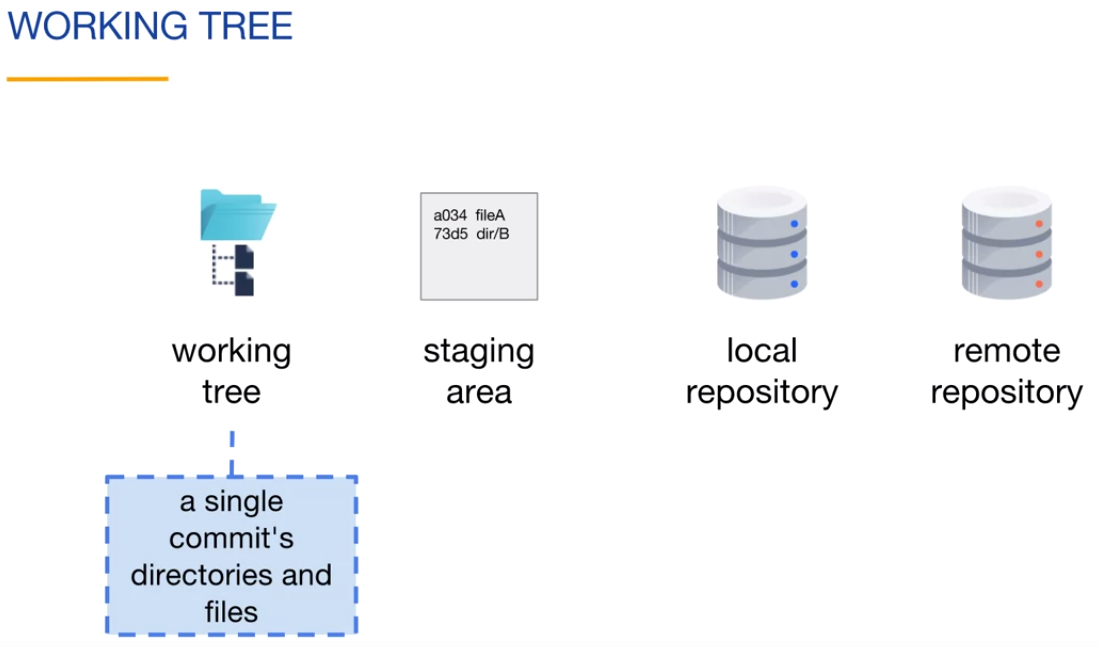 WORKING TREE
a034 fileA
73d5 dir/B
working
tree
staging
area
local
repository
remote
repository
a single
commit's
directories and
files